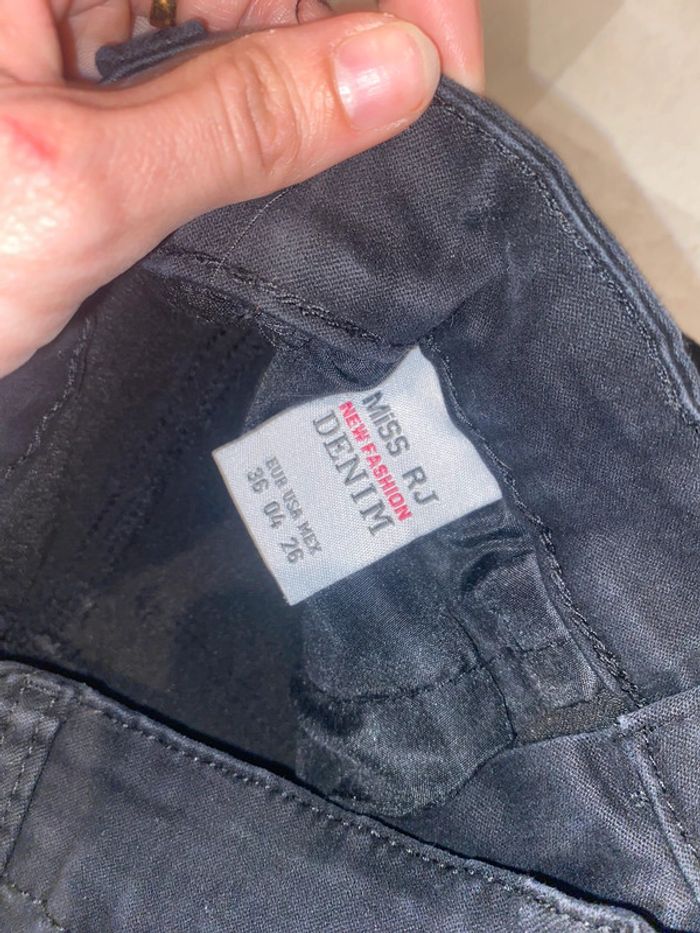 MiSS RJ
NEW FASHION
DENIM
EUR USA MEX
36 04 26